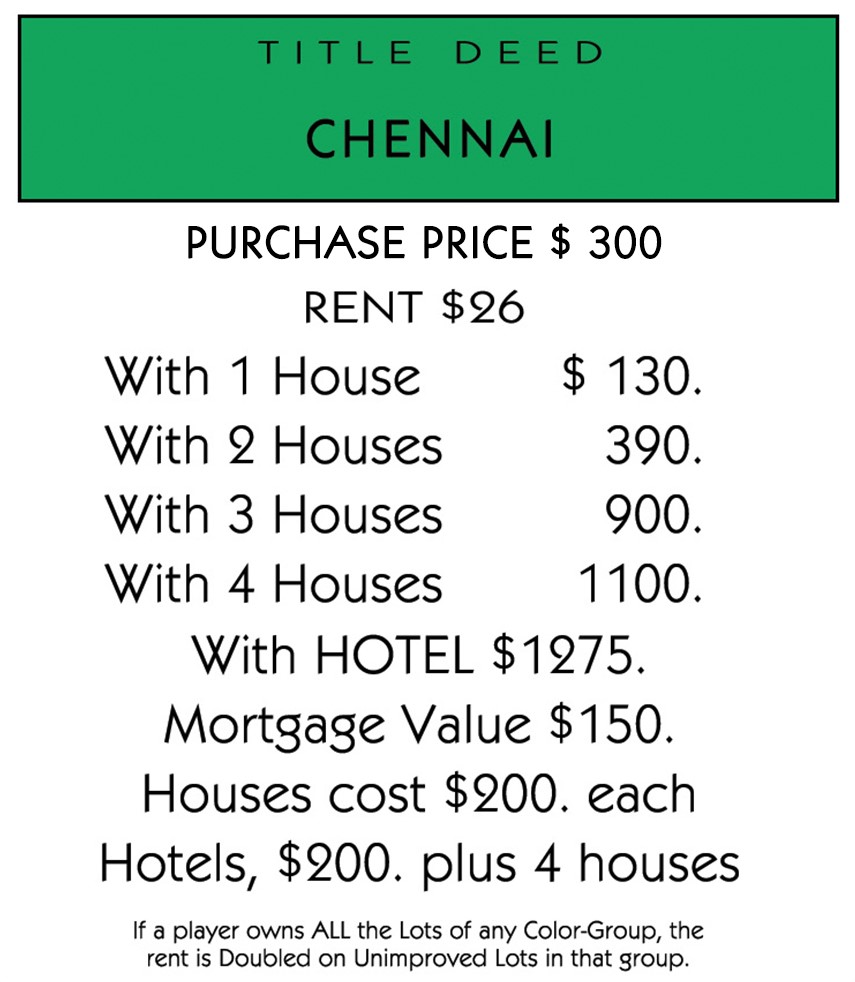 TITLE DEED
CHENNAI
PURCHASE PRICE $ 300
RENT $26
With 1 House $ 130.
With 2 Houses 390.
With 3 Houses 900.
With 4 Houses 1100.
With HOTEL $1275.
Mortgage Value $150.
Houses cost $200. each
Hotels, $200. plus 4 houses
If a player owns ALL the Lots of any Color-Group, the
rent is Doubled on Unimproved Lots in that group.